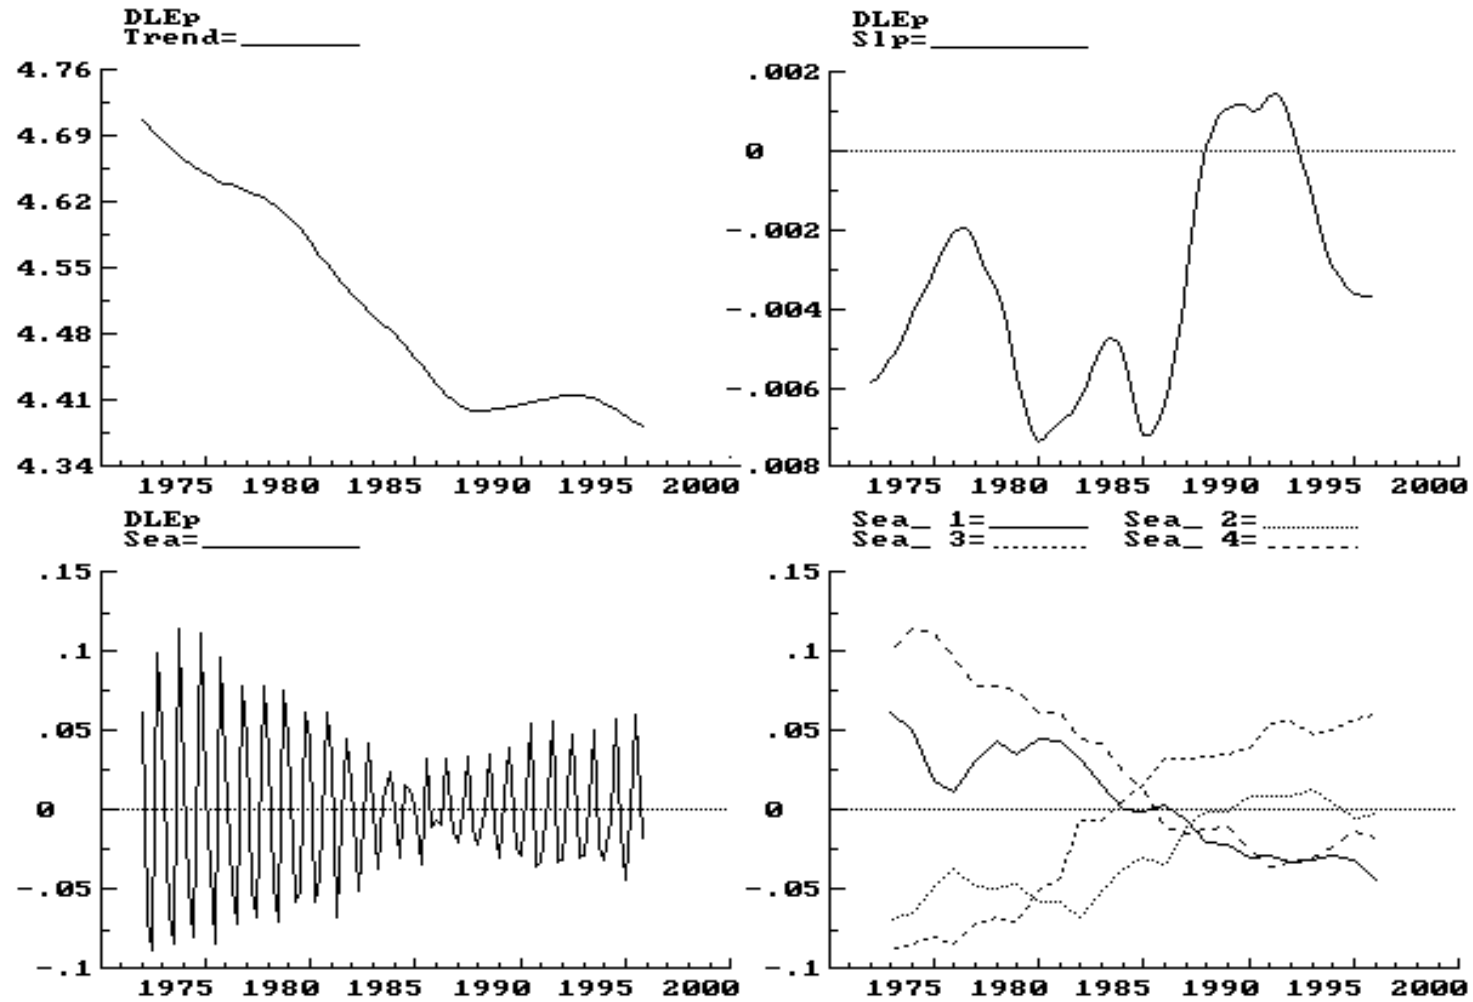 DLEp
Trend=
4.76
4.69
4.62
4.55
4.48
4.41
4.34
1975 1980 1985 1990 1995 2000
DLEp
Slp=
.002
0
-.002
-.004
-.006
-.008
1975 1980 1985 1990 1995 2000
DLEp
Sea=
.15
.1
.05
0
-.05
-.1
1975 1980 1985 1990 1995 2000
Sea_ 1= Sea_ 2=
Sea_ 3= Sea_ 4=
.15
.1
.05
0
-.05
-.1
1975 1980 1985 1990 1995 2000